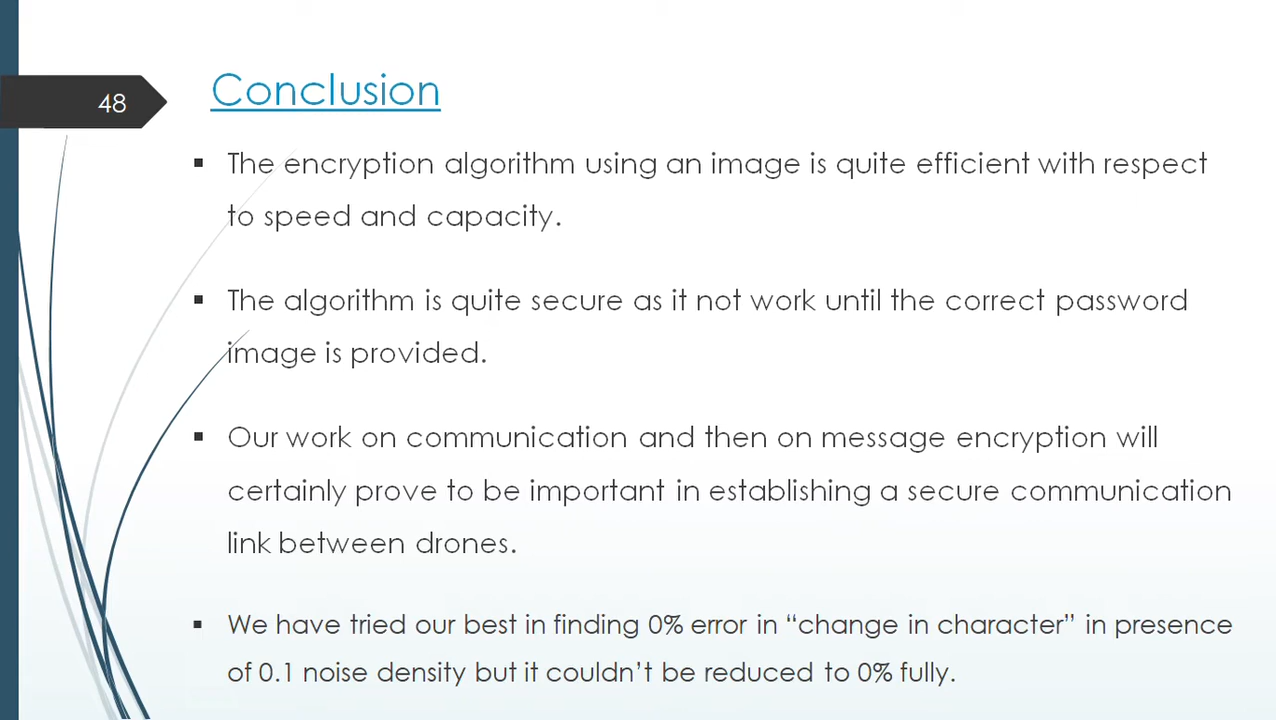 48
Conclusion
▪ The encryption algorithm using an image is quite efficient with respect
to speed and capacity.
▪ The algorithm is quite secure as it not work until the correct password
image is provided.
▪ Our work on communication and then on message encryption will
certainly prove to be important in establishing a secure communication
link between drones.
▪ We have tried our best in finding 0% error in “change in character” in presence
of 0.1 noise density but it couldn’t be reduced to 0% fully.